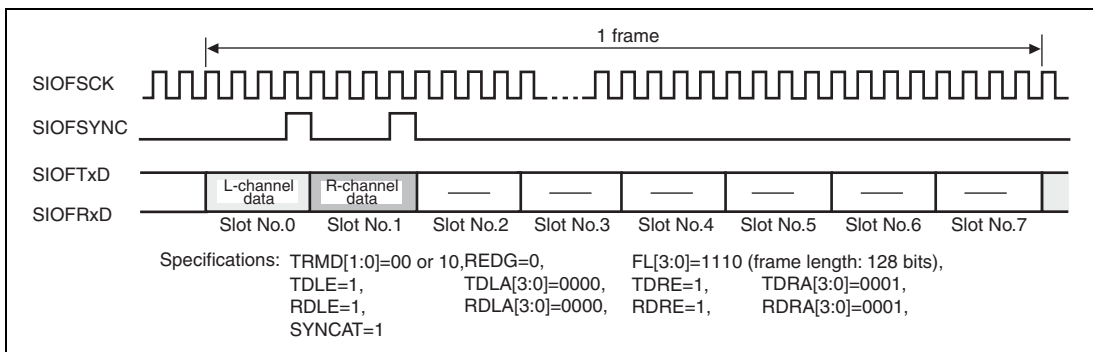 1 frame
SIOFSCK
SIOFSYNC
SIOFTxD
L-channel data
R-channel data
SIOFRxD
Slot No.0 Slot No.1 Slot No.2 Slot No.3 Slot No.4 Slot No.5 Slot No.6 Slot No.7
Specifications: TRMD[1:0]=00 or 10,REDG=0, FL[3:0]=1110 (frame length: 128 bits),
TDLE=1, TDLA[3:0]=0000, TDRE=1, TDRA[3:0]=0001,
RDLE=1, RDLA[3:0]=0000, RDRE=1, RDRA[3:0]=0001,
SYNCAT=1